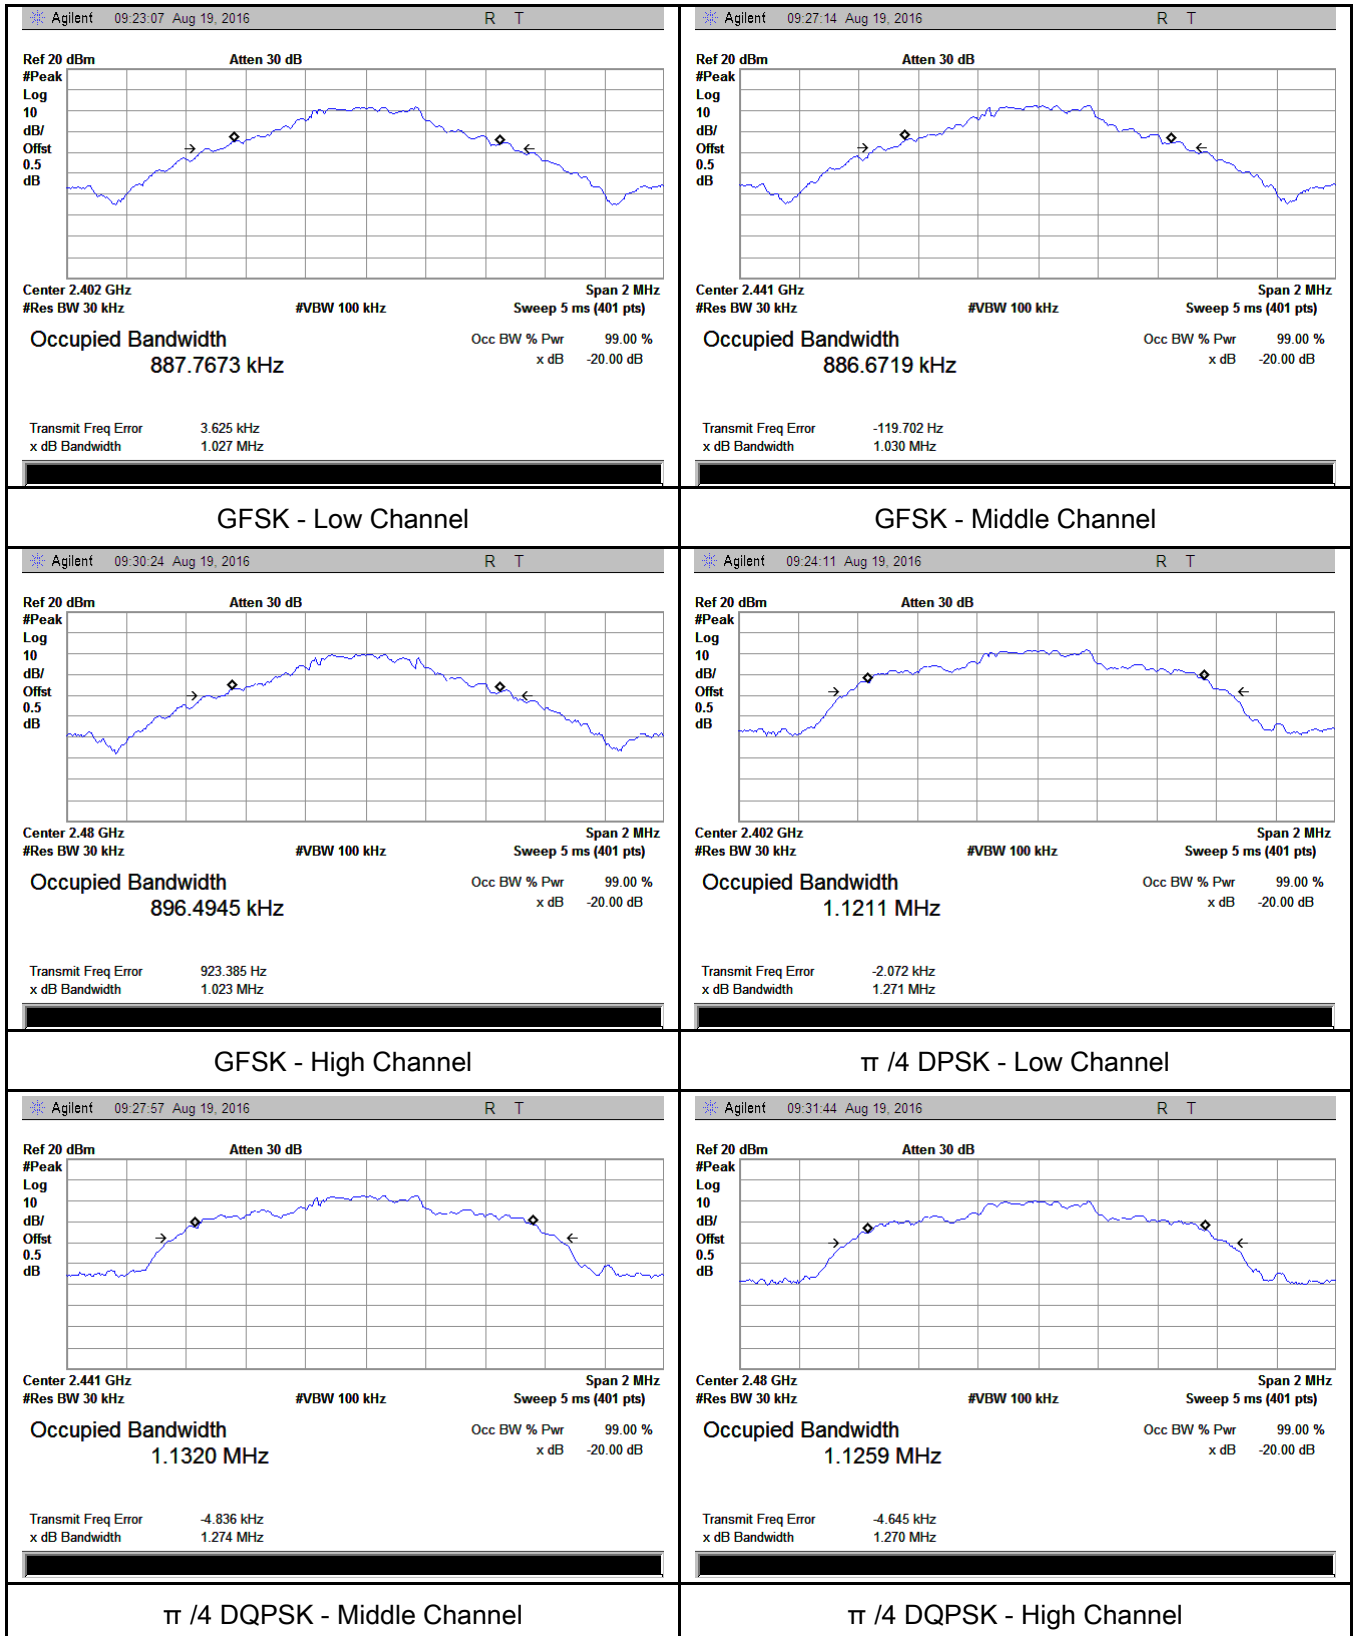 Agilent 09:23:07 Aug 19, 2016 R T
Ref 20 dBm Atten 30 dB
#Peak
Log
10
dB/
Offst
0.5
dB
Center 2.402 GHz Span 2 MHz
#Res BW 30 kHz #VBW 100 kHz Sweep 5 ms (401 pts)
Occupied Bandwidth Occ BW % Pwr 99.00 %
887.7673 kHz x dB -20.00 dB
Transmit Freq Error 3.625 kHz
x dB Bandwidth 1.027 MHz
GFSK - Low Channel
Agilent 09:27:14 Aug 19, 2016 R T
Ref 20 dBm Atten 30 dB
#Peak
Log
10
dB/
Offst
0.5
dB
Center 2.441 GHz Span 2 MHz
#Res BW 30 kHz #VBW 100 kHz Sweep 5 ms (401 pts)
Occupied Bandwidth Occ BW % Pwr 99.00 %
886.6719 kHz x dB -20.00 dB
Transmit Freq Error -119.702 Hz
x dB Bandwidth 1.030 MHz
GFSK - Middle Channel
Agilent 09:30:24 Aug 19, 2016 R T
Ref 20 dBm Atten 30 dB
#Peak
Log
10
dB/
Offst
0.5
dB
Center 2.48 GHz Span 2 MHz
#Res BW 30 kHz #VBW 100 kHz Sweep 5 ms (401 pts)
Occupied Bandwidth Occ BW % Pwr 99.00 %
896.4945 kHz x dB -20.00 dB
Transmit Freq Error 923.385 Hz
x dB Bandwidth 1.023 MHz
GFSK - High Channel
Agilent 09:24:11 Aug 19, 2016 R T
Ref 20 dBm Atten 30 dB
#Peak
Log
10
dB/
Offst
0.5
dB
Center 2.402 GHz Span 2 MHz
#Res BW 30 kHz #VBW 100 kHz Sweep 5 ms (401 pts)
Occupied Bandwidth Occ BW % Pwr 99.00 %
1.1211 MHz x dB -20.00 dB
Transmit Freq Error -2.072 kHz
x dB Bandwidth 1.271 MHz
π /4 DPSK - Low Channel
Agilent 09:27:57 Aug 19, 2016 R T
Ref 20 dBm Atten 30 dB
#Peak
Log
10
dB/
Offst
0.5
dB
Center 2.441 GHz Span 2 MHz
#Res BW 30 kHz #VBW 100 kHz Sweep 5 ms (401 pts)
Occupied Bandwidth Occ BW % Pwr 99.00 %
1.1320 MHz x dB -20.00 dB
Transmit Freq Error -4.836 kHz
x dB Bandwidth 1.274 MHz
π /4 DQPSK - Middle Channel
Agilent 09:31:44 Aug 19, 2016 R T
Ref 20 dBm Atten 30 dB
#Peak
Log
10
dB/
Offst
0.5
dB
Center 2.48 GHz Span 2 MHz
#Res BW 30 kHz #VBW 100 kHz Sweep 5 ms (401 pts)
Occupied Bandwidth Occ BW % Pwr 99.00 %
1.1259 MHz x dB -20.00 dB
Transmit Freq Error -4.645 kHz
x dB Bandwidth 1.270 MHz
π /4 DQPSK - High Channel